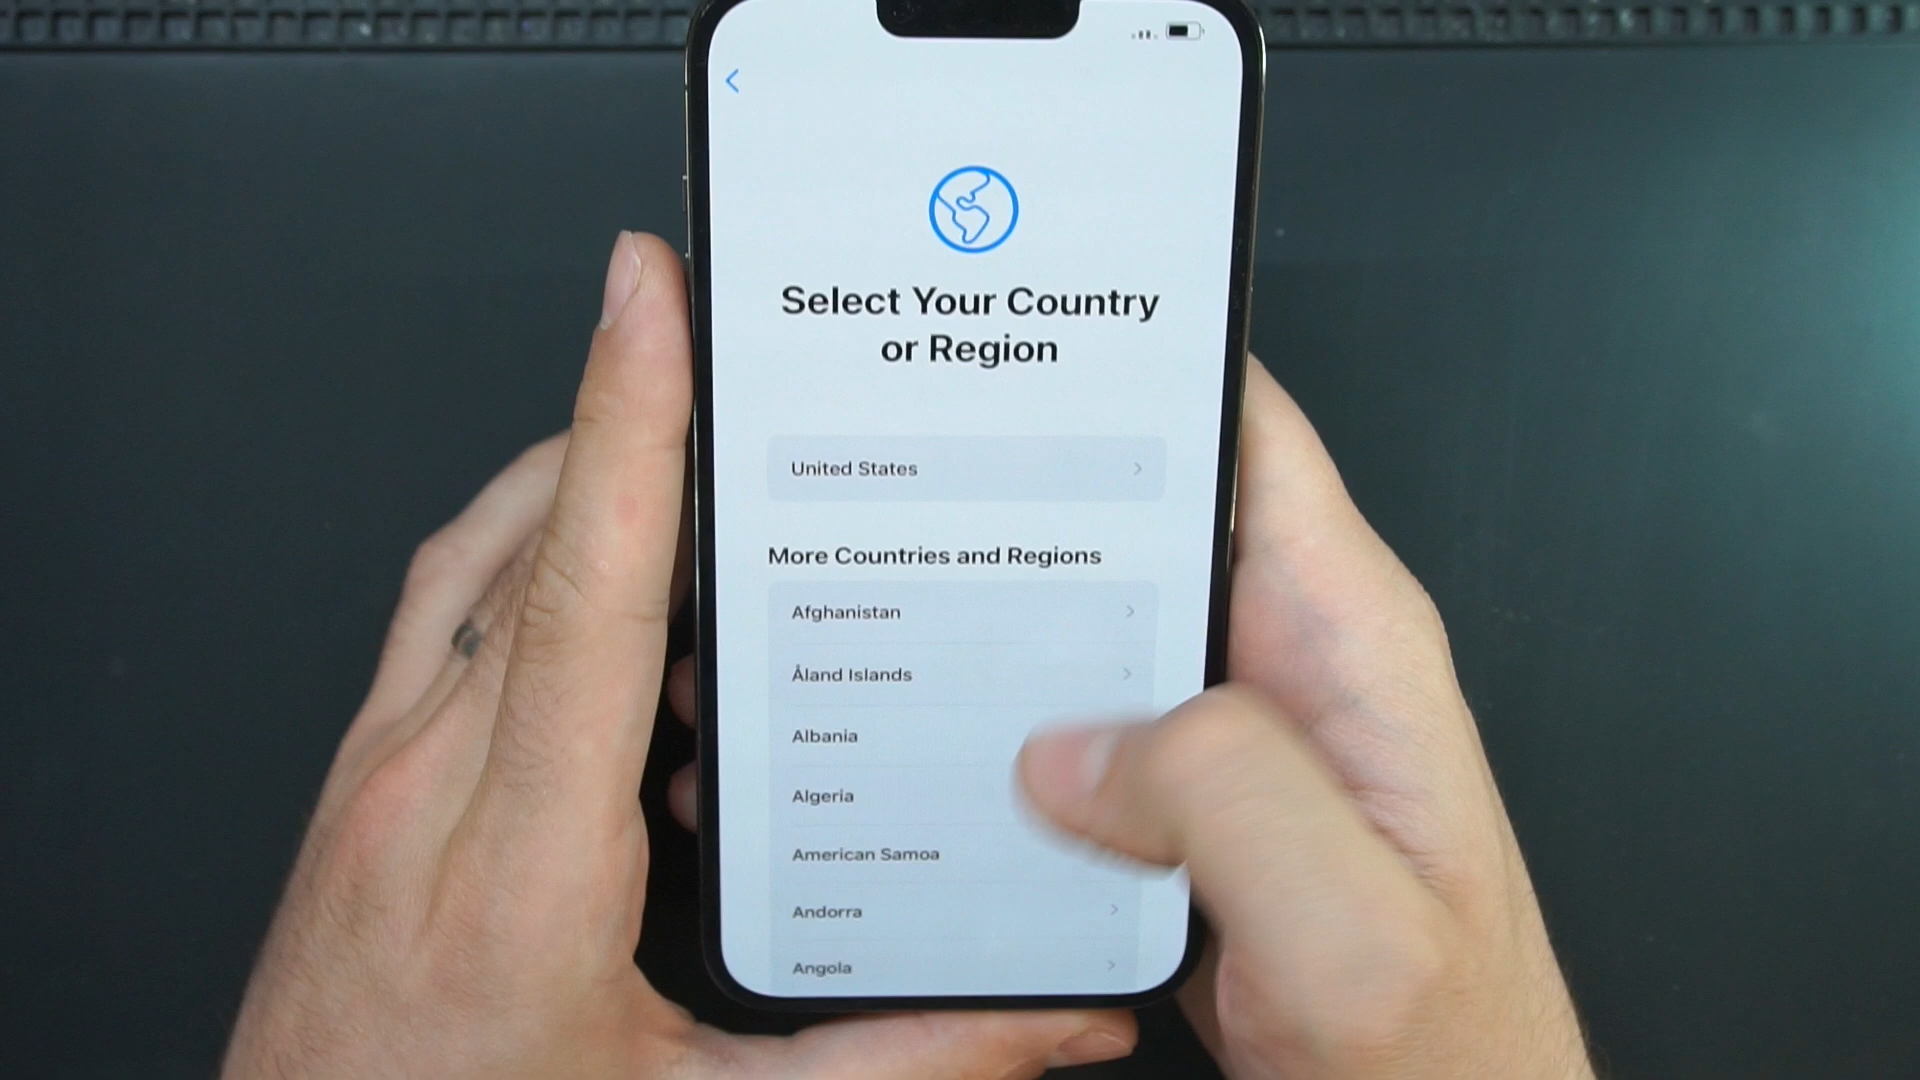 Select Your Country
or Region
United States
More Countries and Regions
Afghanistan
Åland Islands
Albania
Algeria
American Samoa
Andorra
Angola